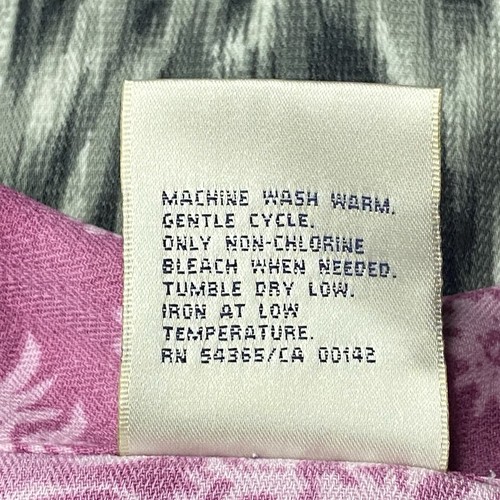 MACHINE WASH WARM.
GENTLE CYCLE.
ONLY NON-CHLORINE
BLEACH WHEN NEEDED.
TUMBLE DRY LOW.
IRON AT LOW
TEMPERATURE.
RN 54365/CA 00142